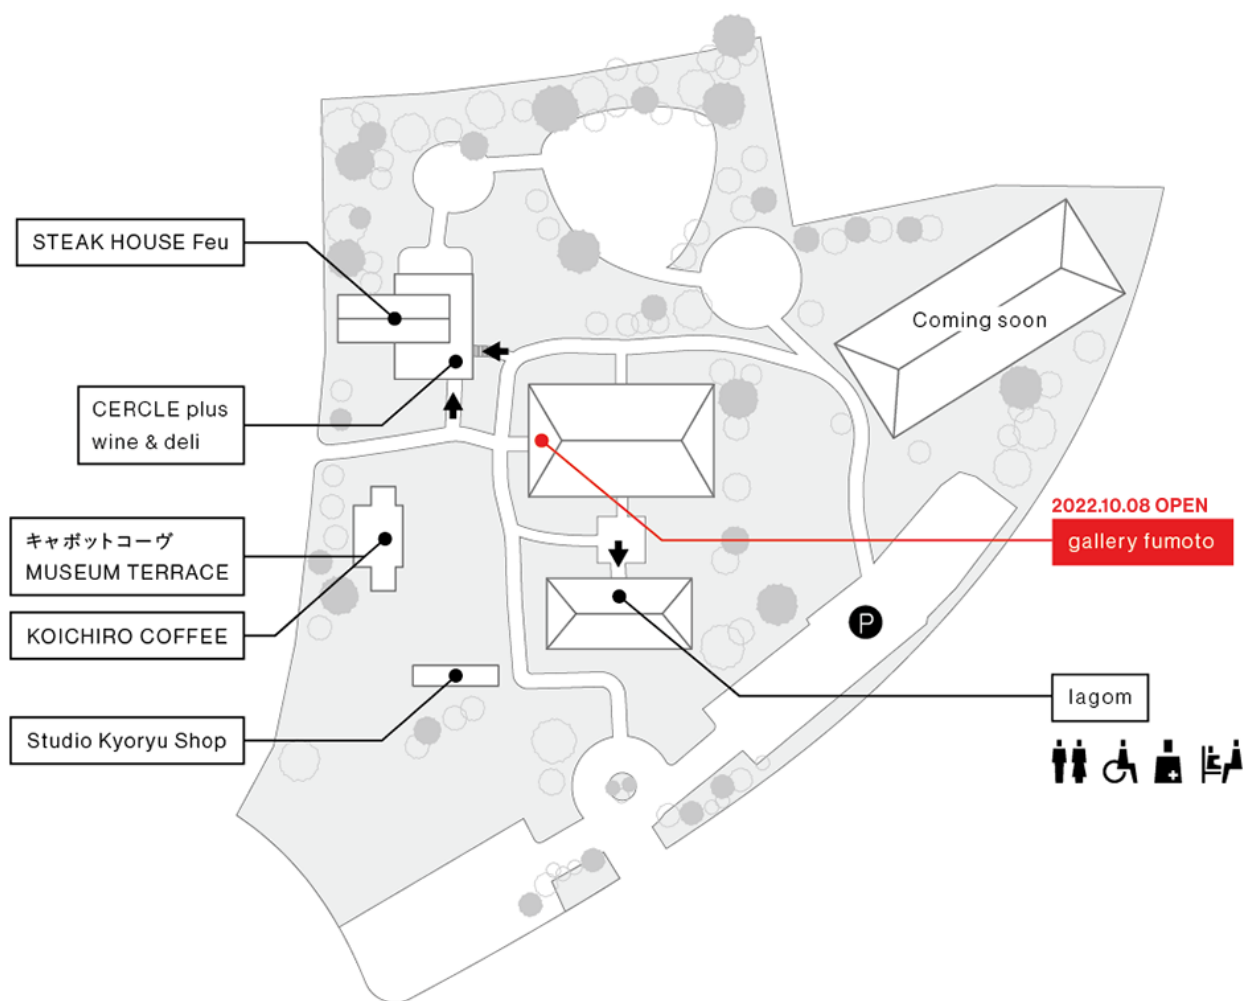 STEAK HOUSE Feu
CERCLE plus
wine & deli
キャボットコーヴ
MUSEUM TERRACE
KOICHIRO COFFEE
Studio Kyoryu Shop
Coming soon
2022.10.08 OPEN
gallery fumoto
P
lagom